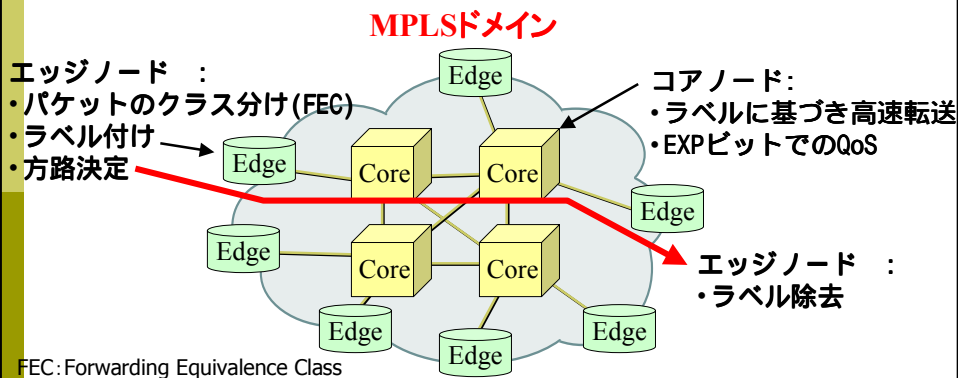 MPLSドメイン
エッジノード :
・パケットのクラス分け(FEC)
・ラベル付け
・方路決定
コアノード:
・ラベルに基づき高速転送
・EXPビットでのQoS
Edge
Edge
Core
Core
Edge
Edge
Core
Core
エッジノード :
・ラベル除去
Edge
Edge
Edge
FEC:Forwarding Equivalence Class